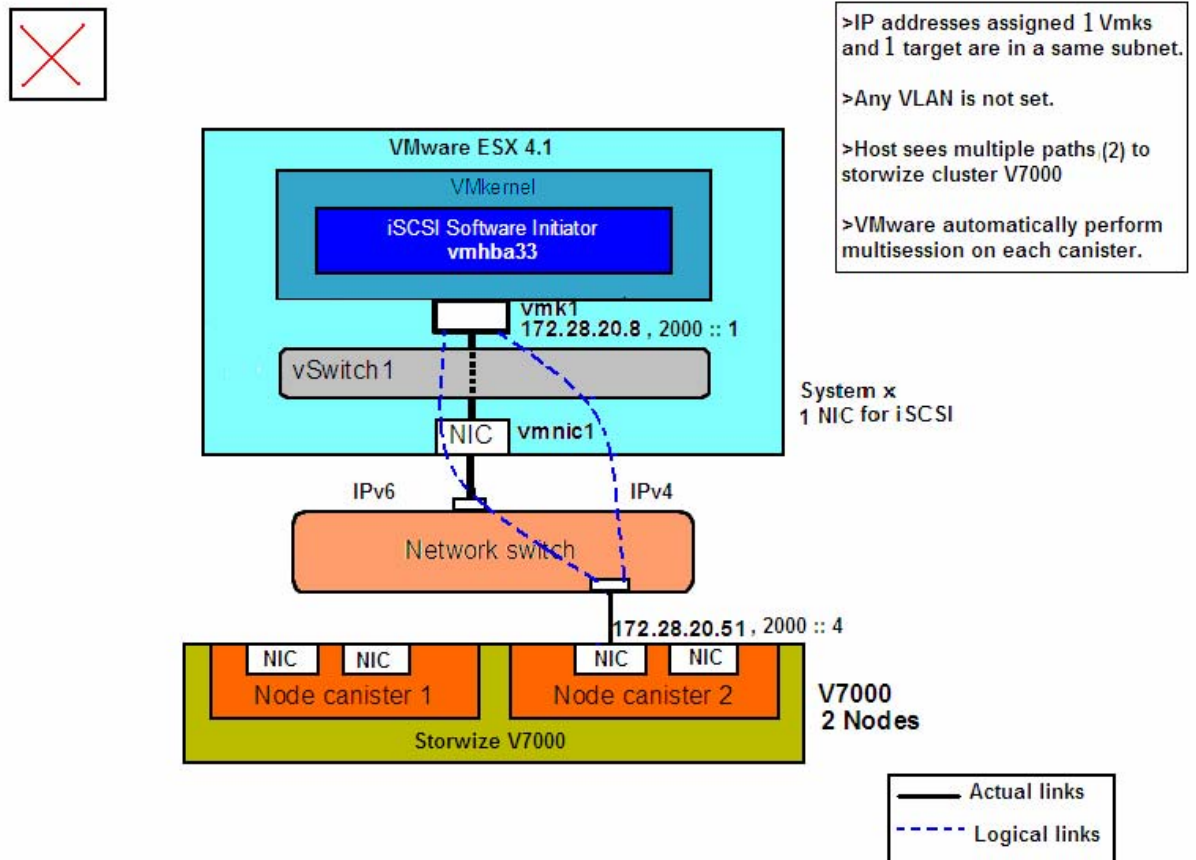 >IP addresses assigned 1 Vmks
and 1 target are in a same subnet.
>Any VLAN is not set.
>Host sees multiple paths (2) to
storwize cluster V7000
>VMware automatically perform
multisession on each canister.
VMware ESX 4.1
VMkernel
iSCSI Software Initiator
vmhba33
vmk1
172.28.20.8 , 2000 :: 1
vSwitch1
System x
1 NIC for iSCSI
NIC
vmnic1
IPv6
IPv4
Network switch
172.28.20.51 , 2000 :: 4
NIC
NIC
NIC
NIC
Node canister 1
Node canister 2
V7000
2 Nodes
Storwize V7000
Actual links
Logical links